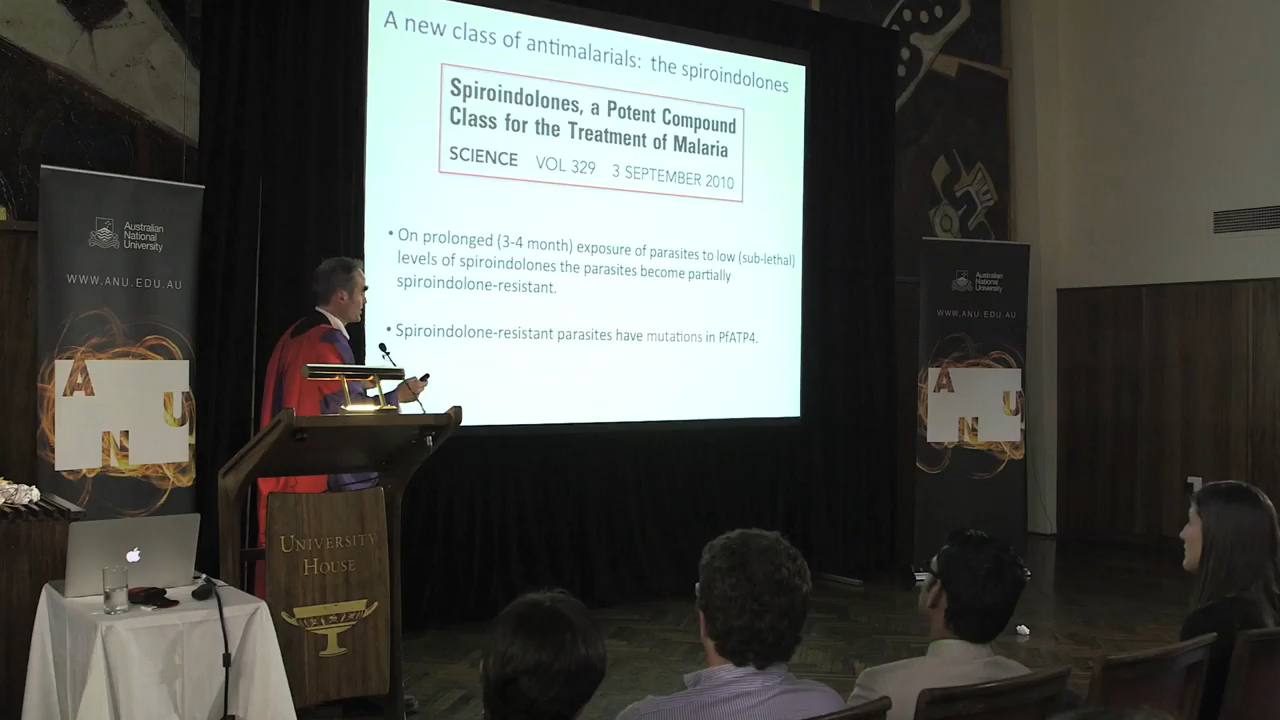 A new class of antimalarials: the spiroindolones
Spiroindolones, a Potent Compound
Class for the Treatment of Malaria
SCIENCE VOL 329 3 SEPTEMBER 2010
• On prolonged (3-4 month) exposure of parasites to low (sub-lethal)
levels of spiroindolones the parasites become partially
spiroindolone-resistant.
• Spiroindolone-resistant parasites have mutations in PfATP4.
Australian
National
University
WWW.ANU.EDU.AU
A
N
U
UNIVERSITY
HOUSE
Australian
National
University
WWW.ANU.EDU.AU
A
N
U